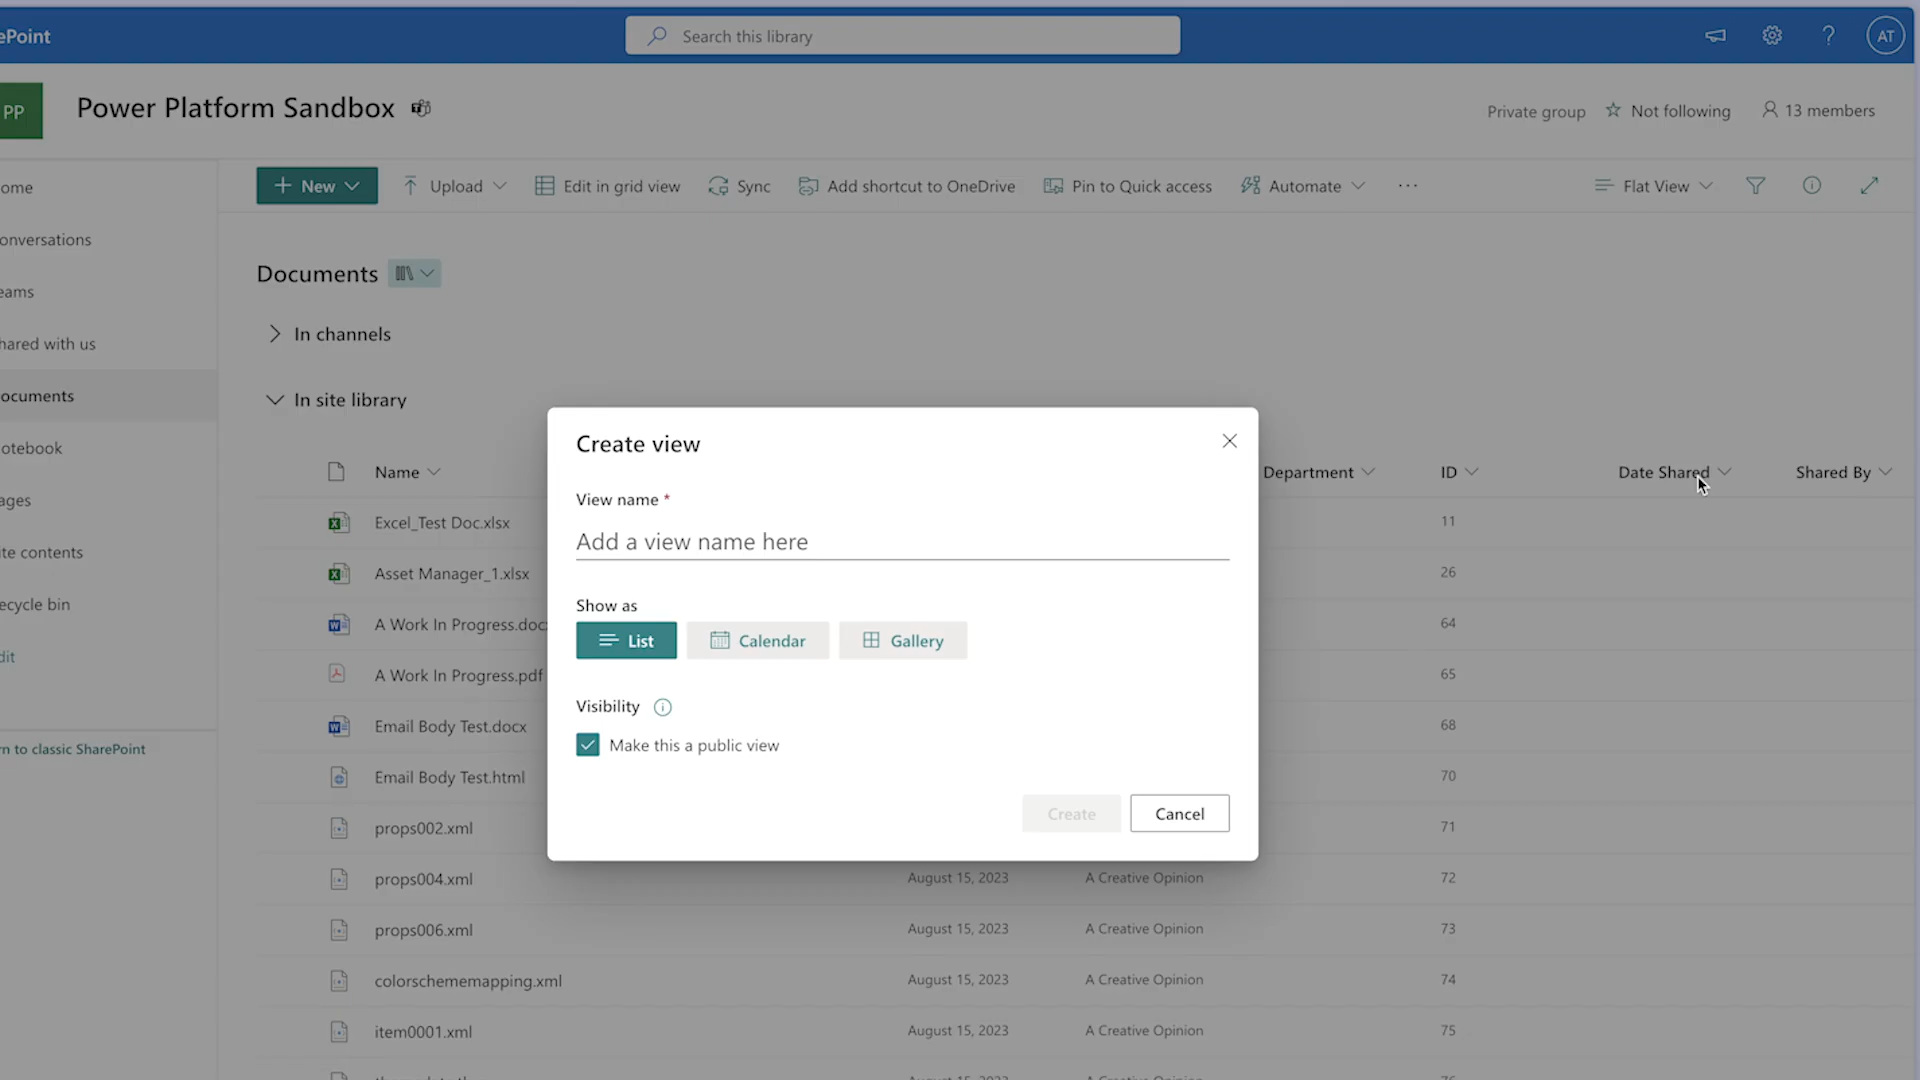 ePoint
Search this library
AT
PP
Power Platform Sandbox
Private group
Not following
13 members
ome
onversations
eams
hared with us
ocuments
otebook
ages
ite contents
ecycle bin
dit
rn to classic SharePoint
New
Upload
Edit in grid view
Sync
Add shortcut to OneDrive
Pin to Quick access
Automate
Flat View
Documents
In channels
In site library
Name
Department
ID
Date Shared
Shared By
Excel_Test Doc.xlsx
11
Asset Manager_1.xlsx
26
A Work In Progress.doc
64
A Work In Progress.pdf
65
Email Body Test.docx
68
Email Body Test.html
70
props002.xml
71
props004.xml August 15, 2023 A Creative Opinion 72
props006.xml August 15, 2023 A Creative Opinion 73
colorschememapping.xml August 15, 2023 A Creative Opinion 74
item0001.xml August 15, 2023 A Creative Opinion 75
Create view
View name *
Add a view name here
Show as
List
Calendar
Gallery
Visibility
Make this a public view
Create
Cancel